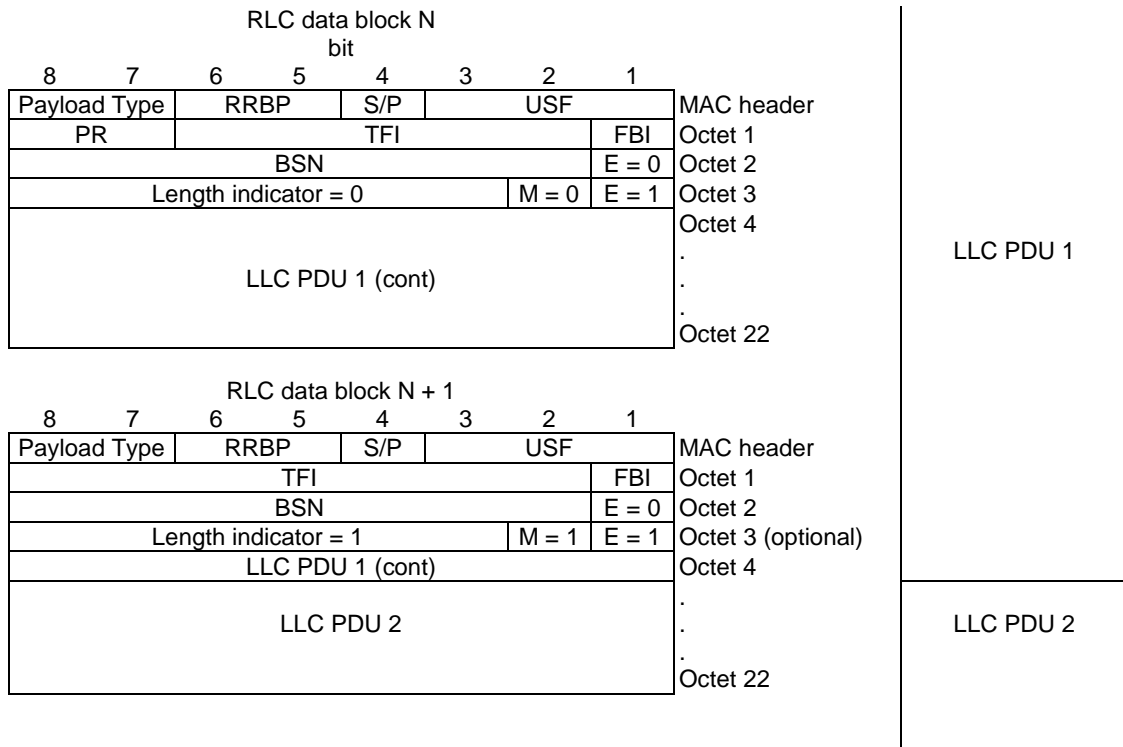 RLC data block N
bit
8 7 6 5 4 3 2 1
Payload Type RRBP S/P USF MAC header
PR TFI FBI Octet 1
BSN E = 0 Octet 2
Length indicator = 0 M = 0 E = 1 Octet 3
Octet 4
.
LLC PDU 1 (cont) .
.
Octet 22
LLC PDU 1
RLC data block N + 1
8 7 6 5 4 3 2 1
Payload Type RRBP S/P USF MAC header
TFI FBI Octet 1
BSN E = 0 Octet 2
Length indicator = 1 M = 1 E = 1 Octet 3 (optional)
LLC PDU 1 (cont) Octet 4
.
LLC PDU 2 .
.
Octet 22
LLC PDU 2